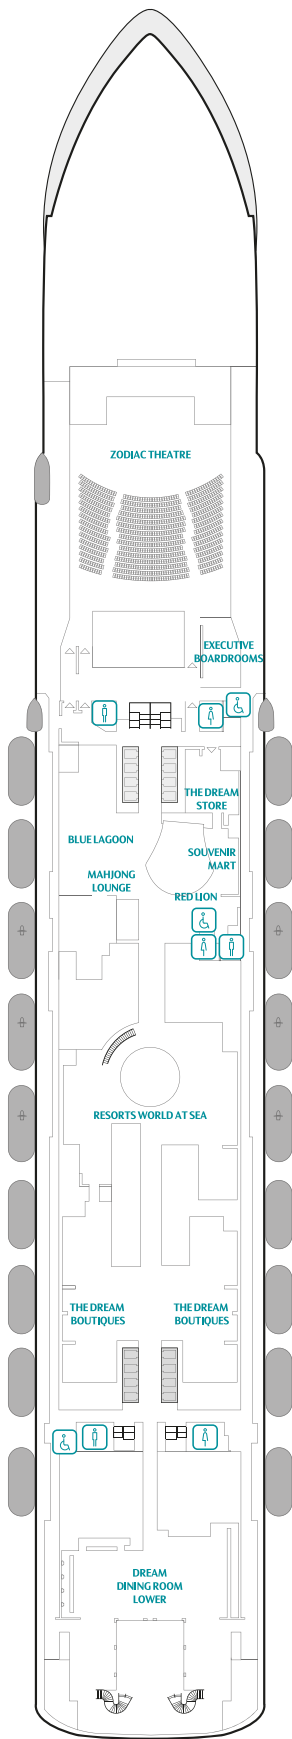 ZODIAC THEATRE
EXECUTIVE
BOARDROOMS
THE DREAM
STORE
BLUE LAGOON
SOUVENIR
MART
MAHJONG
LOUNGE
RED LION
RESORTS WORLD AT SEA
THE DREAM
BOUTIQUES
THE DREAM
BOUTIQUES
DREAM
DINING ROOM
LOWER